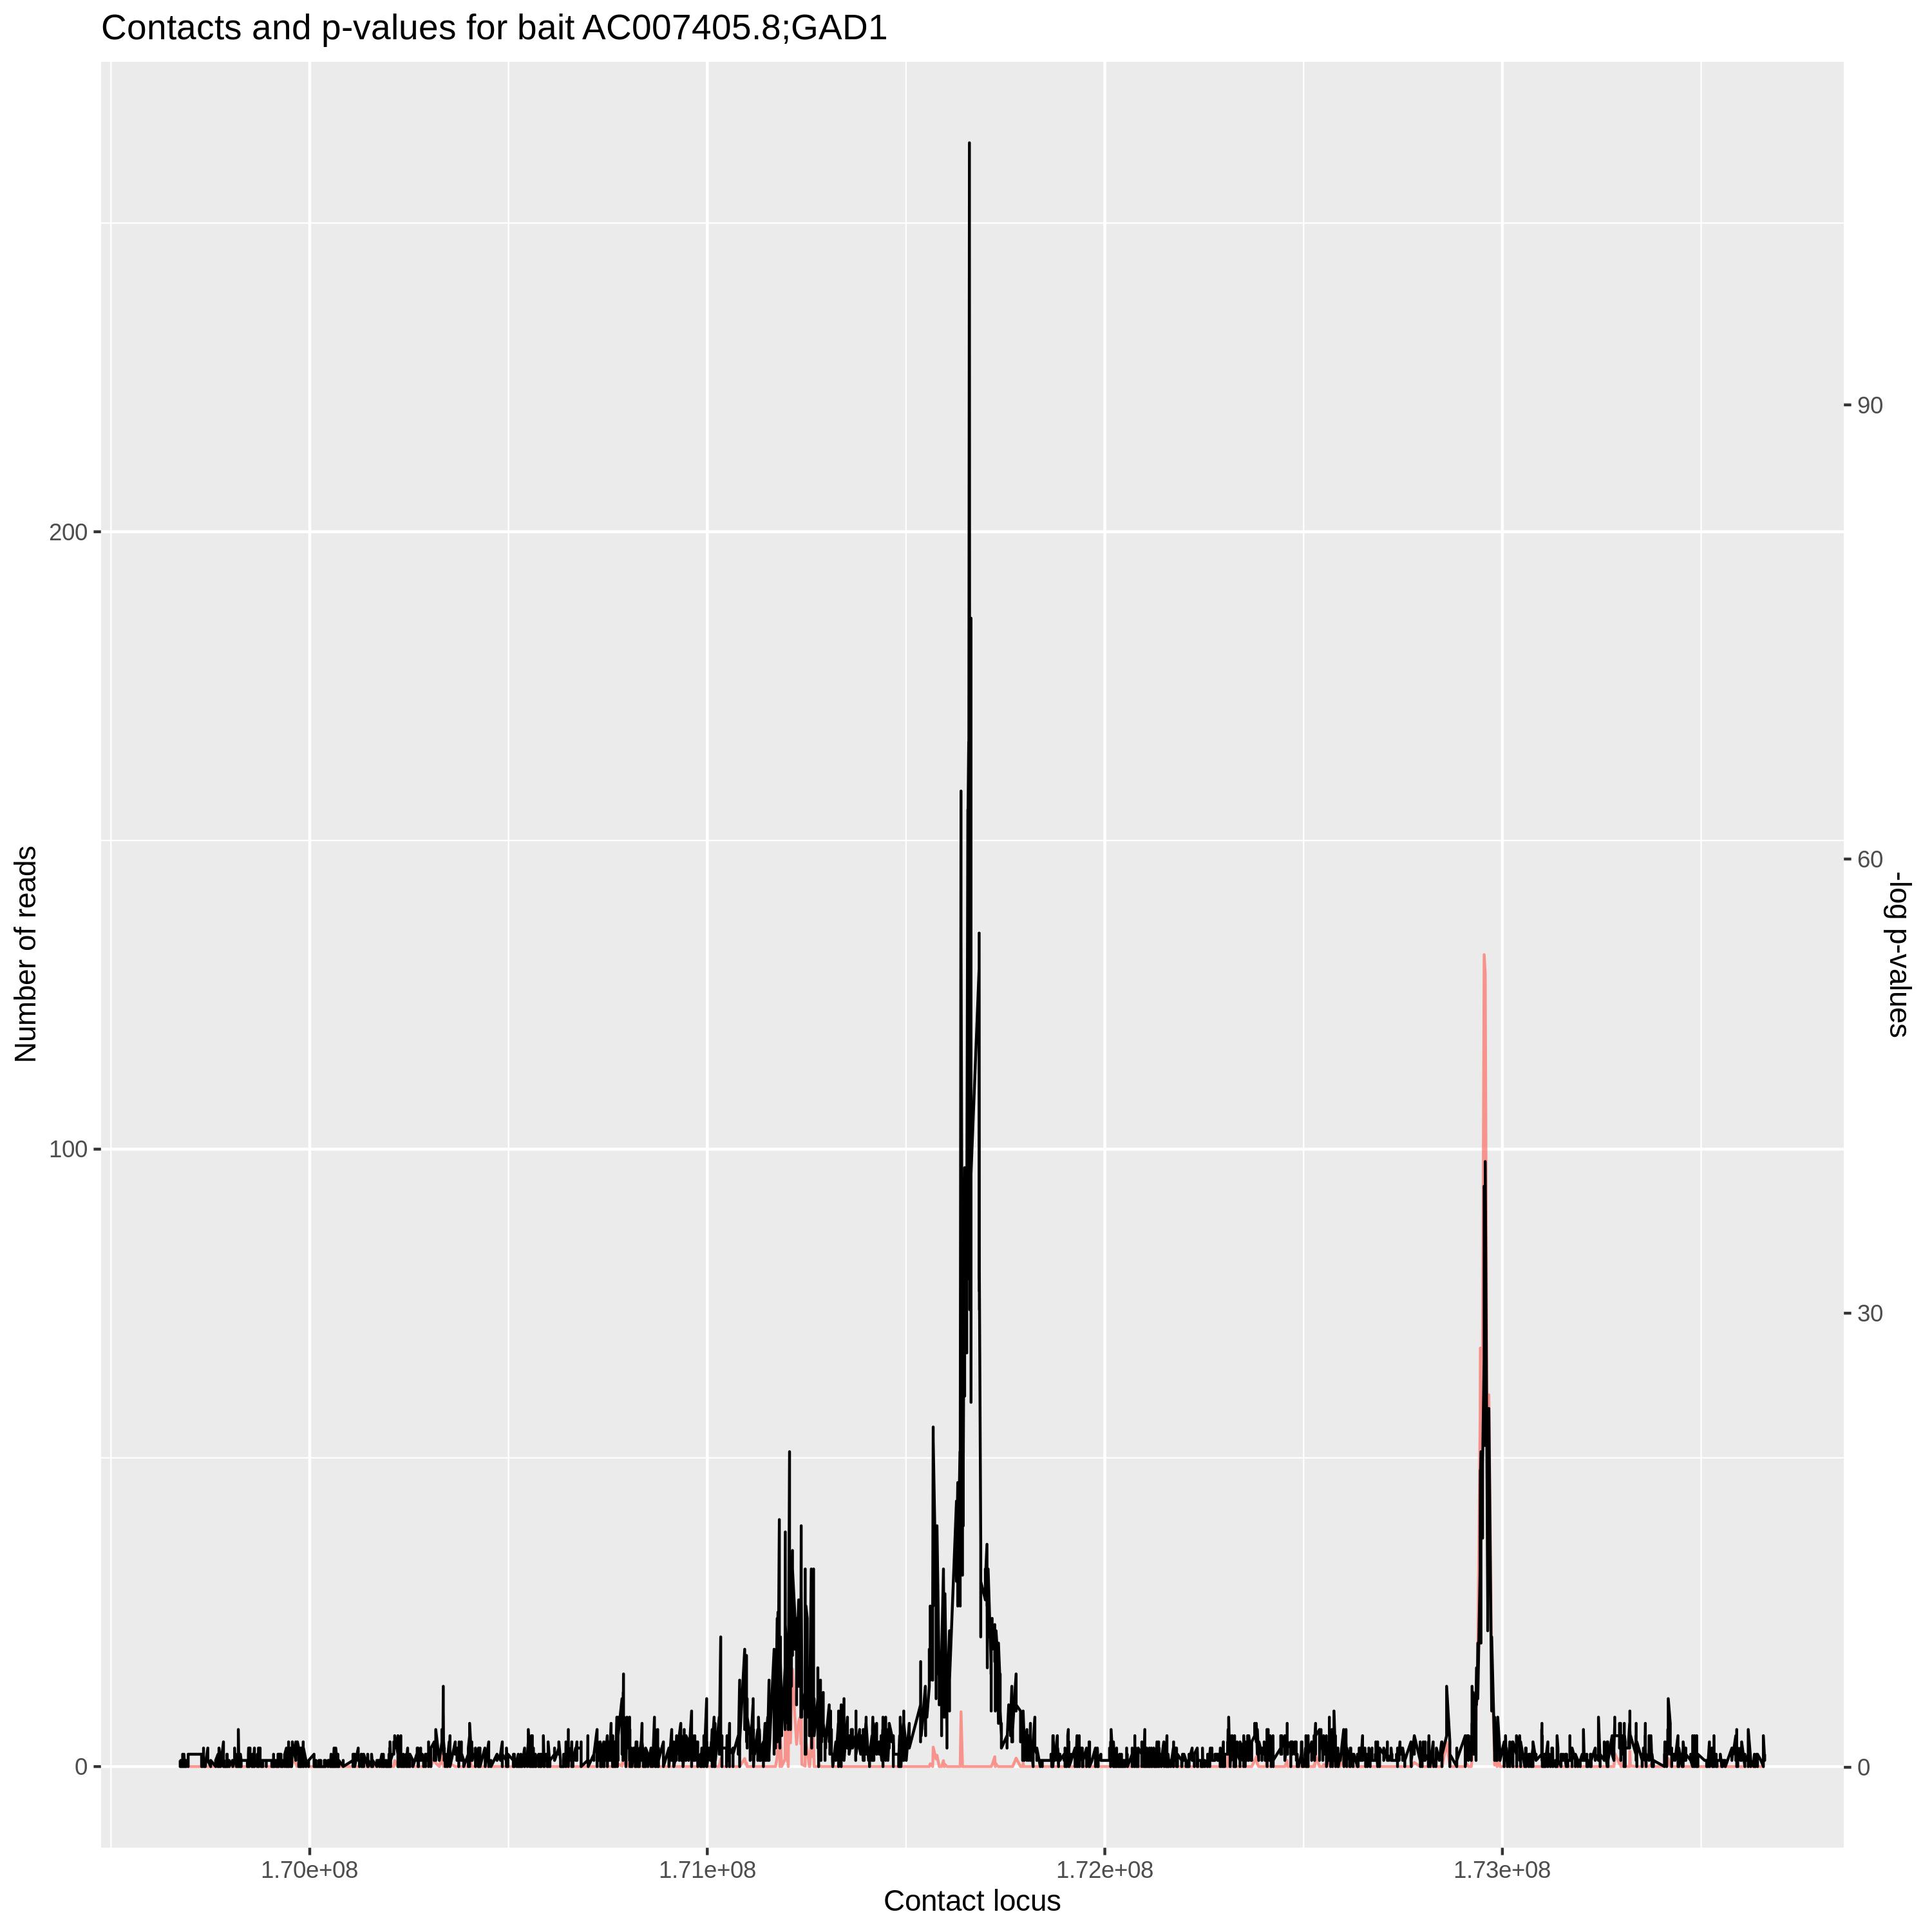 Contacts and p-values for bait AC007405.8;GAD1
Number of reads
200
100
0
90
60
30
0
-log p-values
1.70e+08
1.71e+08
1.72e+08
1.73e+08
Contact locus